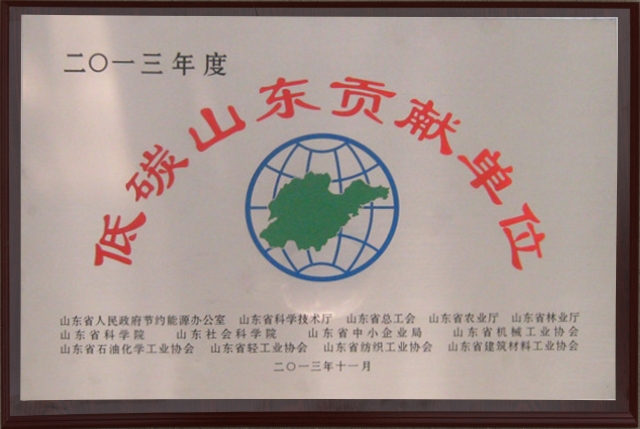 二〇一三年度
低碳山东贡献单位
山东省人民政府节约能源办公室 山东省科学技术厅 山东省总工会 山东省农业厅 山东省林业厅
山东省科学院 山东社会科学院 山东省中小企业局 山东省机械工业协会
山东省石油化学工业协会 山东省轻工业协会 山东省纺织工业协会 山东省建筑材料工业协会
二〇一三年十一月